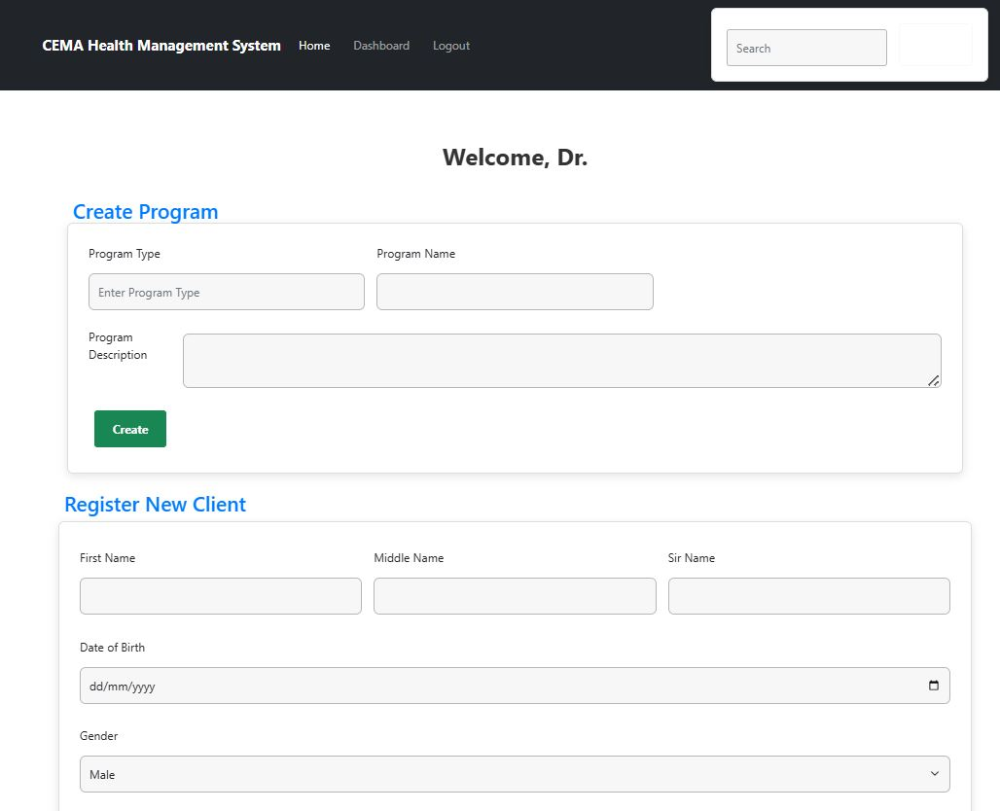 CEMA Health Management System Home Dashboard Logout Search
Welcome, Dr.
Create Program
Program Type Program Name
Enter Program Type
Program
Description
Create
Register New Client
First Name Middle Name Sir Name
Date of Birth
dd/mm/yyyy
Gender
Male